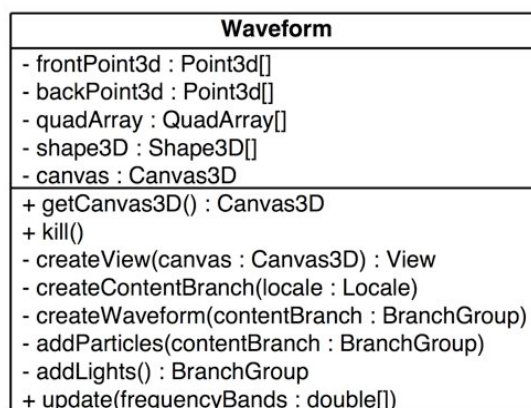 Waveform
- frontPoint3d : Point3d[]
- backPoint3d : Point3d[]
- quadArray : QuadArray[]
- shape3D : Shape3D[]
- canvas : Canvas3D
+ getCanvas3D() : Canvas3D
+ kill()
- createView(canvas : Canvas3D) : View
- createContentBranch(locale : Locale)
- createWaveform(contentBranch : BranchGroup)
- addParticles(contentBranch : BranchGroup)
- addLights() : BranchGroup
+ update(frequencyBands : double[])